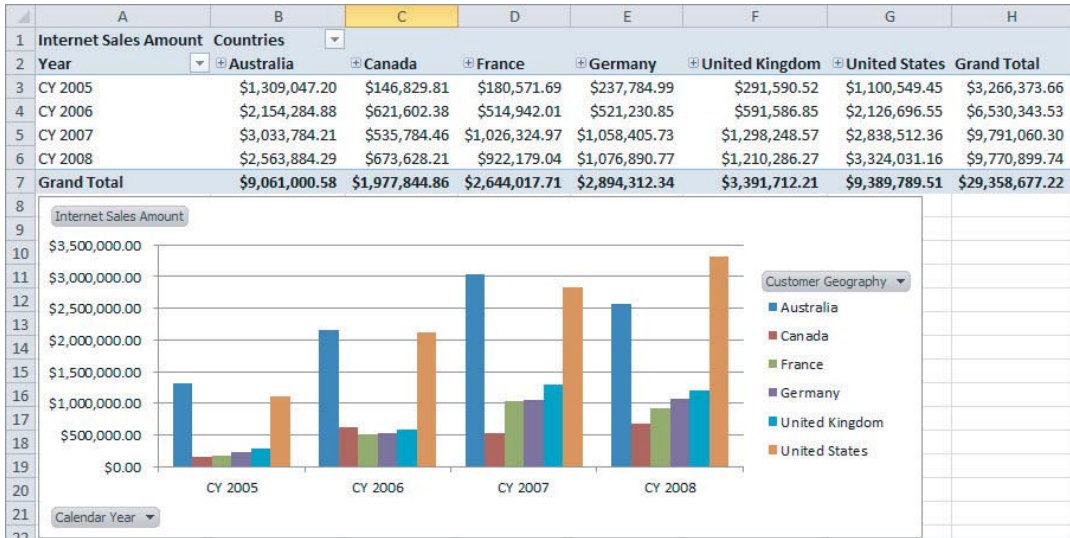 A B C D E F G H
1 Internet Sales Amount Countries
2 Year Australia Canada France Germany United Kingdom United States Grand Total
3 CY 2005 $1,309,047.20 $146,829.81 $180,571.69 $237,784.99 $291,590.52 $1,100,549.45 $3,266,373.66
4 CY 2006 $2,154,284.88 $621,602.38 $514,942.01 $521,230.85 $591,586.85 $2,126,696.55 $6,530,343.53
5 CY 2007 $3,033,784.21 $535,784.46 $1,026,324.97 $1,058,405.73 $1,298,248.57 $2,838,512.36 $9,791,060.30
6 CY 2008 $2,563,884.29 $673,628.21 $922,179.04 $1,076,890.77 $1,210,286.27 $3,324,031.16 $9,770,899.74
7 Grand Total $9,061,000.58 $1,977,844.86 $2,644,017.71 $2,894,312.34 $3,391,712.21 $9,389,789.51 $29,358,677.22
8
Internet Sales Amount
9
10 $3,500,000.00
11 $3,000,000.00 Customer Geography
12 $2,500,000.00 Australia
13
14 $2,000,000.00 Canada
15 $1,500,000.00 France
16 $1,000,000.00 Germany
17 United Kingdom
18 $500,000.00 United States
19 $0.00
20 CY 2005 CY 2006 CY 2007 CY 2008
21 Calendar Year
22